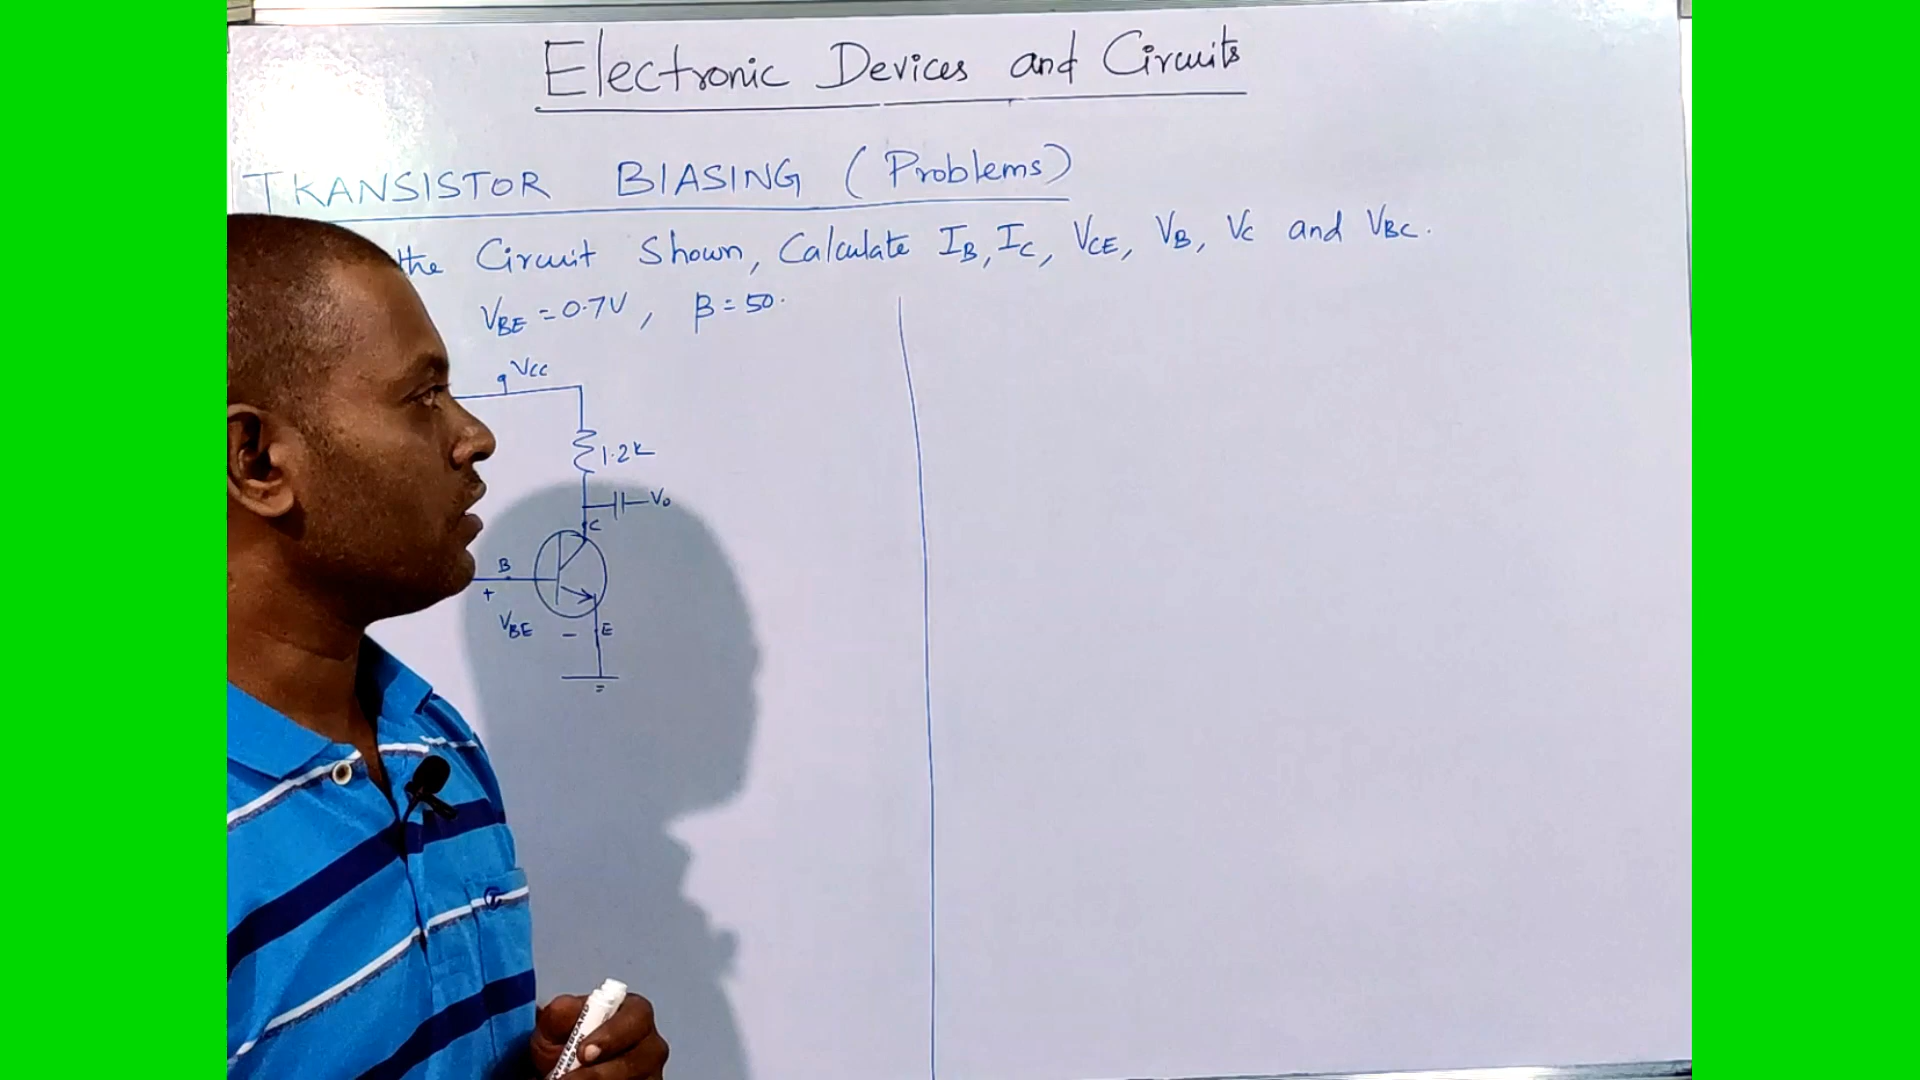 Electronic Devices and Circuits
TRANSISTOR BIASING (Problems)
the Circuit Shown, Calculate IB, IC, VCE, VB, VC and VBC.
VBE = 0.7V, β = 50.
VCC
1.2K
Vo
C
B
+
VBE
- E
WHITEBOARD